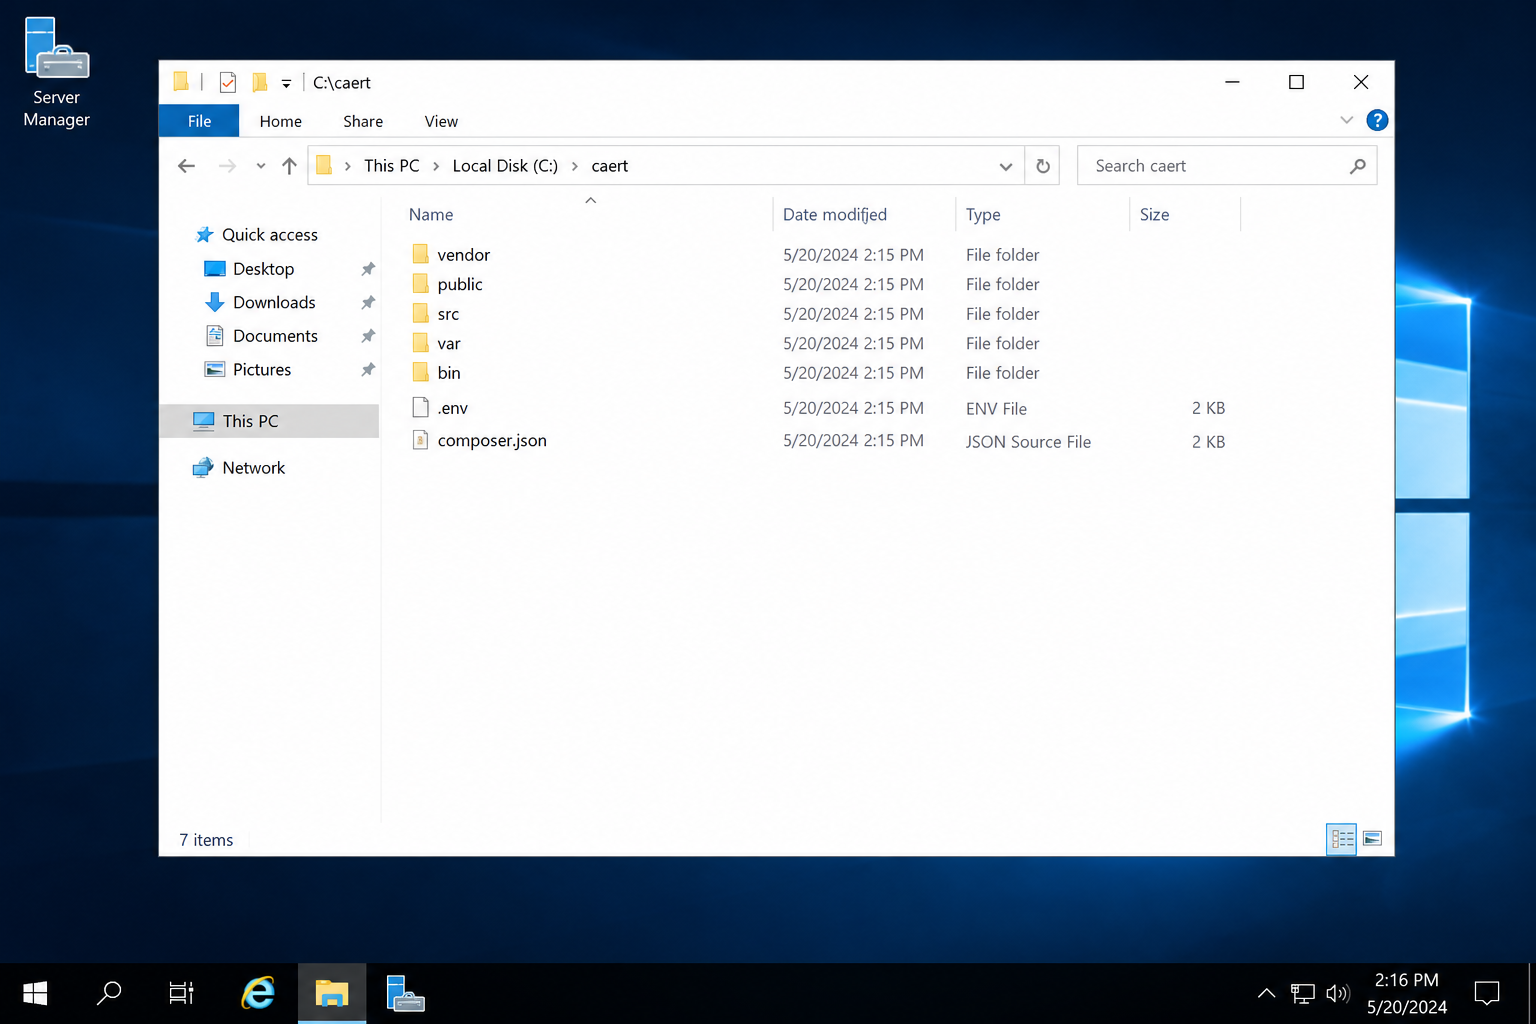 Server
Manager
C:\caert
File Home Share View
?
This PC Local Disk (C:) caert
Search caert
Name Date modified Type Size
Quick access
Desktop
Downloads
Documents
Pictures
This PC
Network
vendor 5/20/2024 2:15 PM File folder
public 5/20/2024 2:15 PM File folder
src 5/20/2024 2:15 PM File folder
var 5/20/2024 2:15 PM File folder
bin 5/20/2024 2:15 PM File folder
.env 5/20/2024 2:15 PM ENV File 2 KB
composer.json 5/20/2024 2:15 PM JSON Source File 2 KB
7 items
2:16 PM
5/20/2024